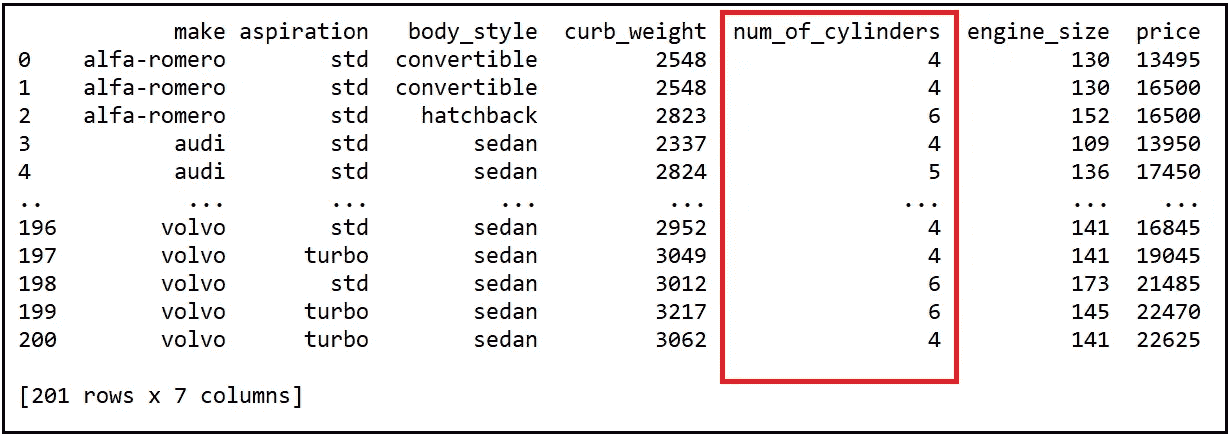 make aspiration body_style curb_weight num_of_cylinders engine_size price
0 alfa-romero std convertible 2548 4 130 13495
1 alfa-romero std convertible 2548 4 130 16500
2 alfa-romero std hatchback 2823 6 152 16500
3 audi std sedan 2337 4 109 13950
4 audi std sedan 2824 5 136 17450
.. ... ... ... ... ... ... ...
196 volvo std sedan 2952 4 141 16845
197 volvo turbo sedan 3049 4 141 19045
198 volvo std sedan 3012 6 173 21485
199 volvo turbo sedan 3217 6 145 22470
200 volvo turbo sedan 3062 4 141 22625
[201 rows x 7 columns]